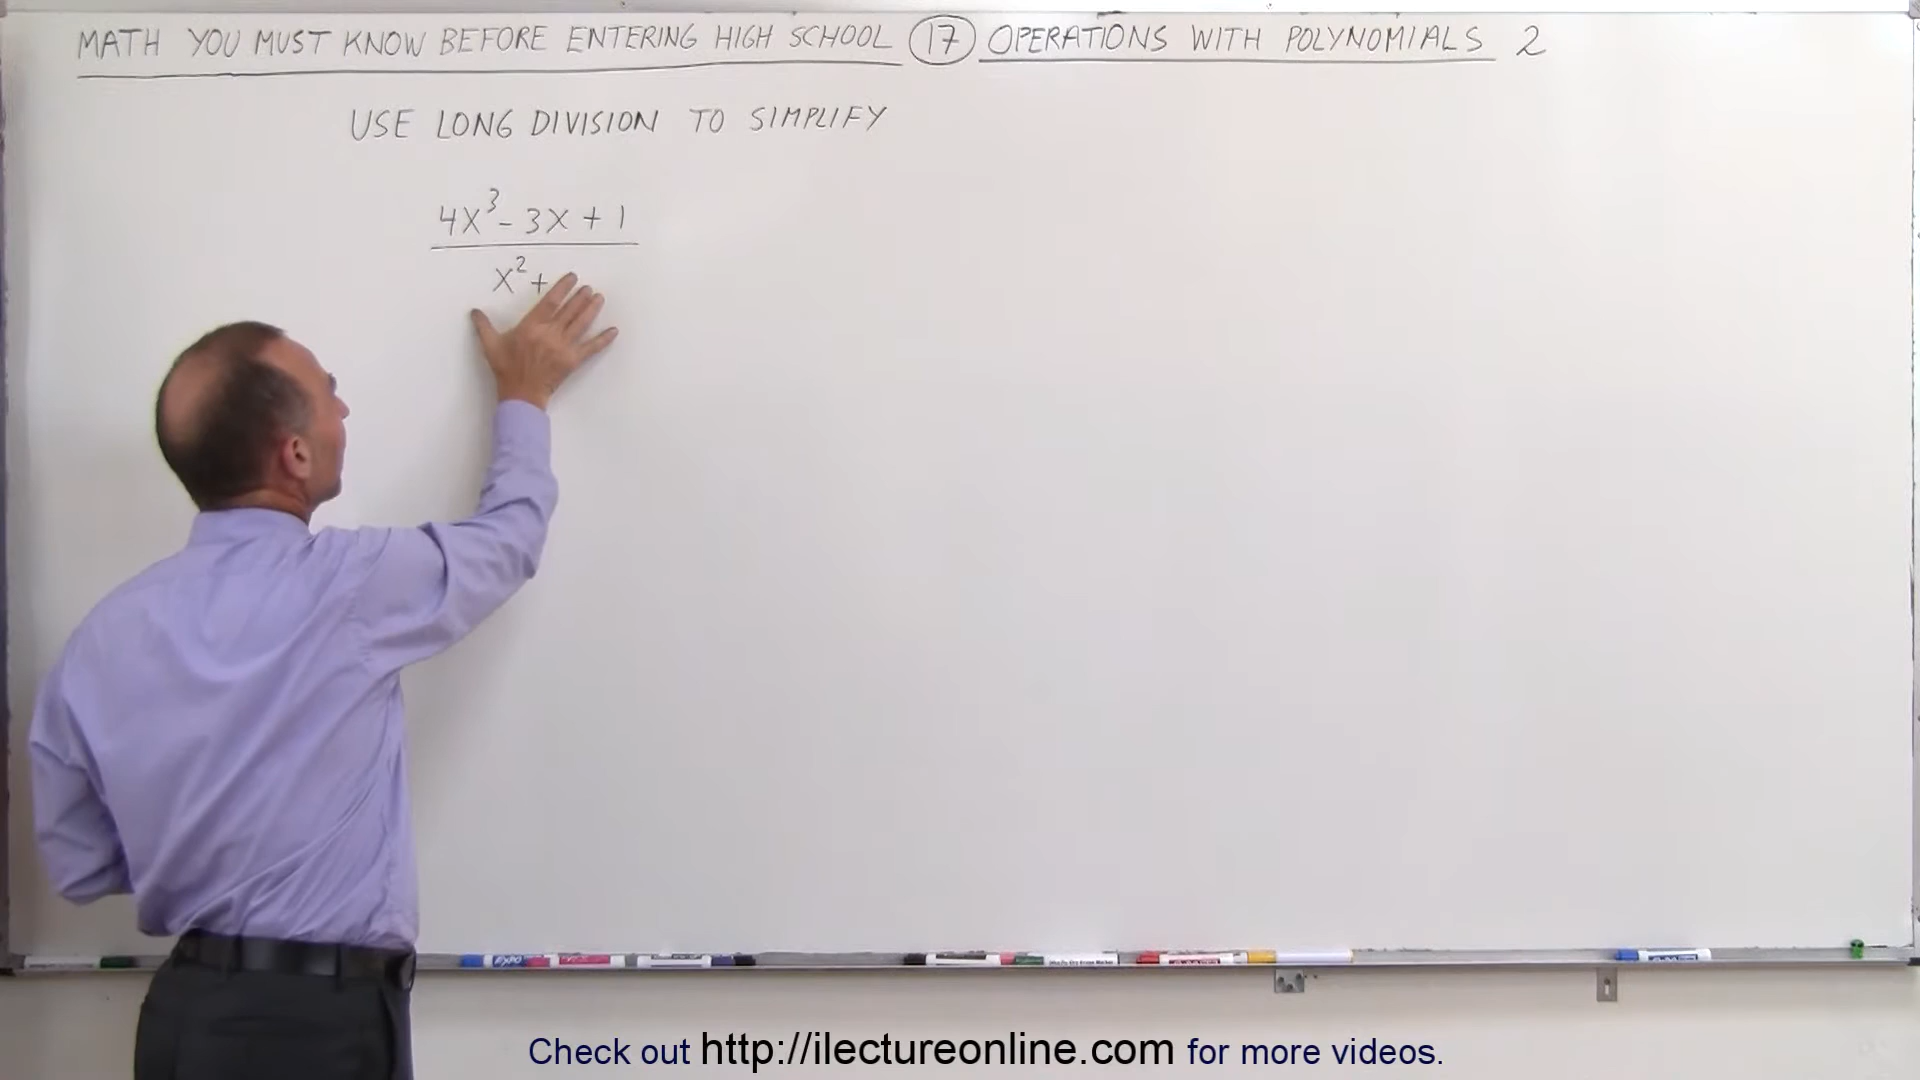 MATH YOU MUST KNOW BEFORE ENTERING HIGH SCHOOL 17 OPERATIONS WITH POLYNOMIALS 2
USE LONG DIVISION TO SIMPLIFY
4X³ - 3X + 1
X² +
Check out http://ilectureonline.com for more videos.